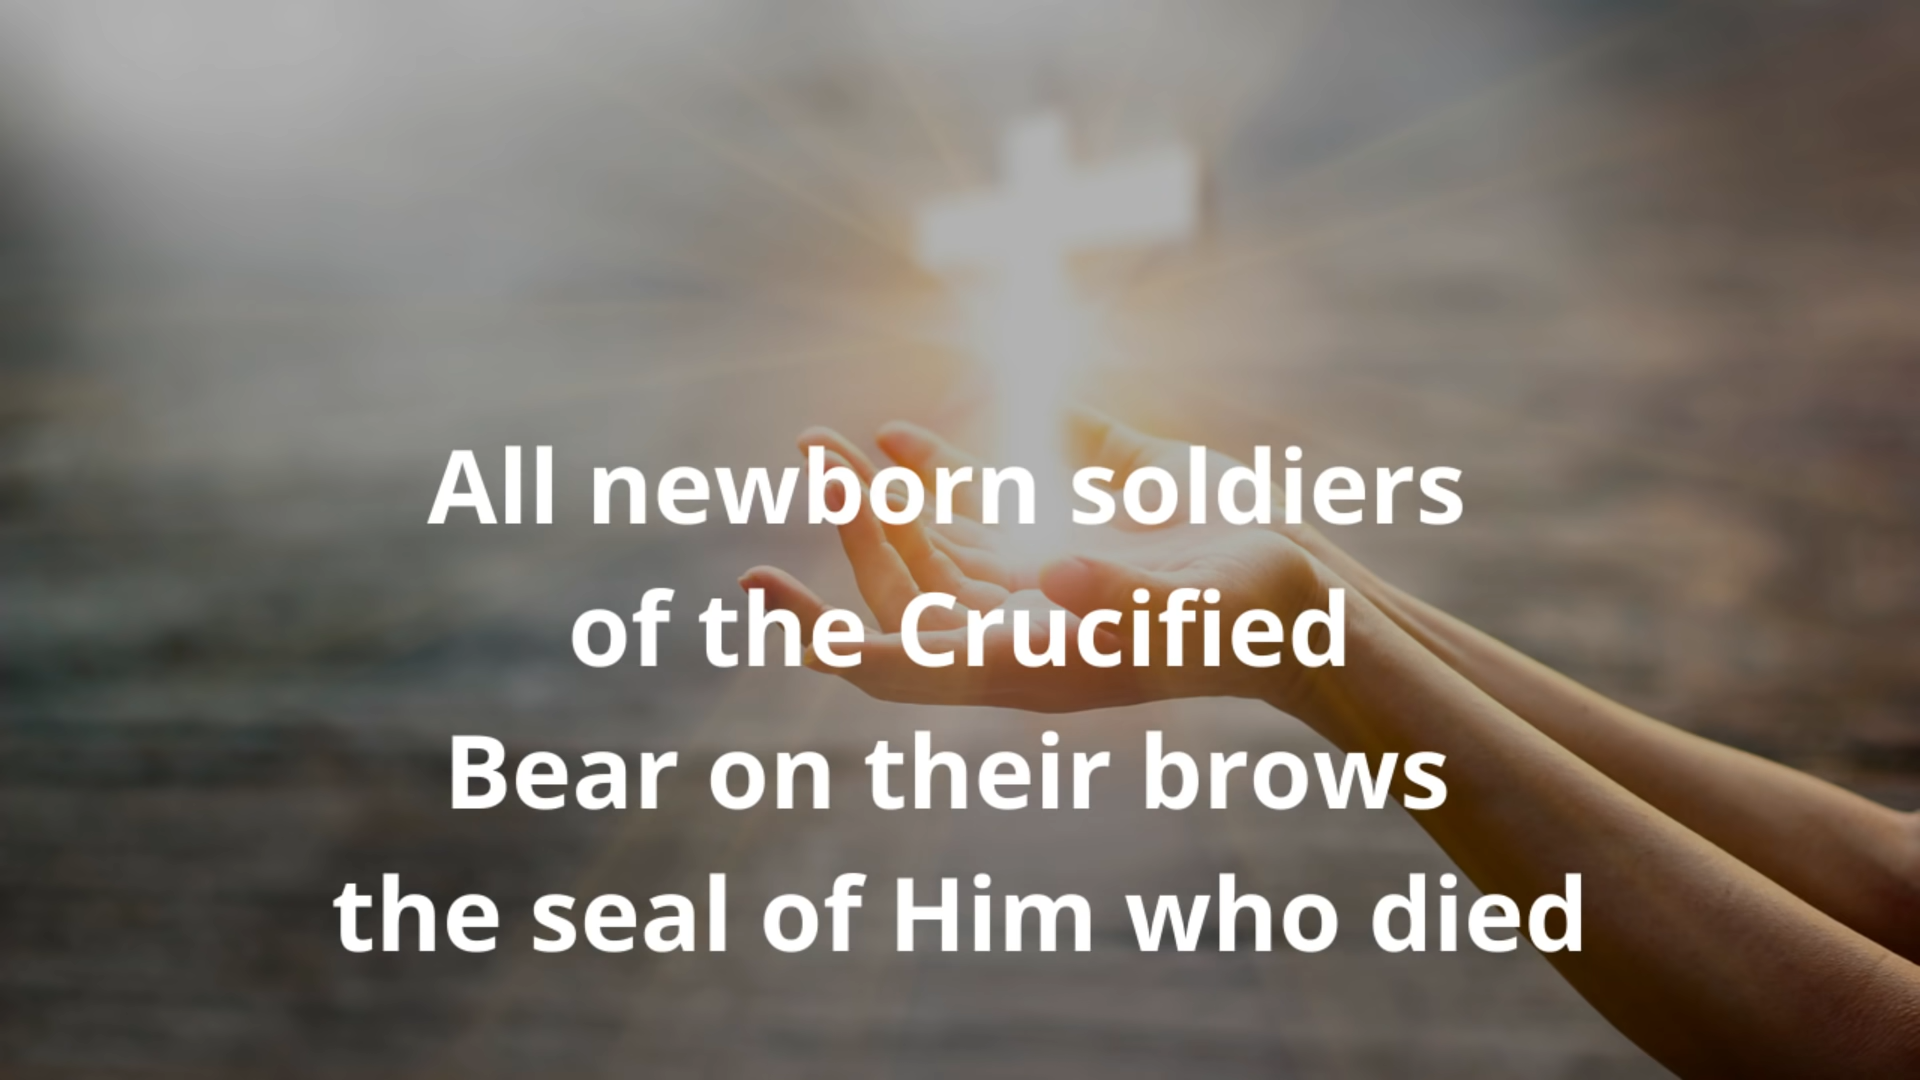 All newborn soldiers
of the Crucified
Bear on their brows
the seal of Him who died